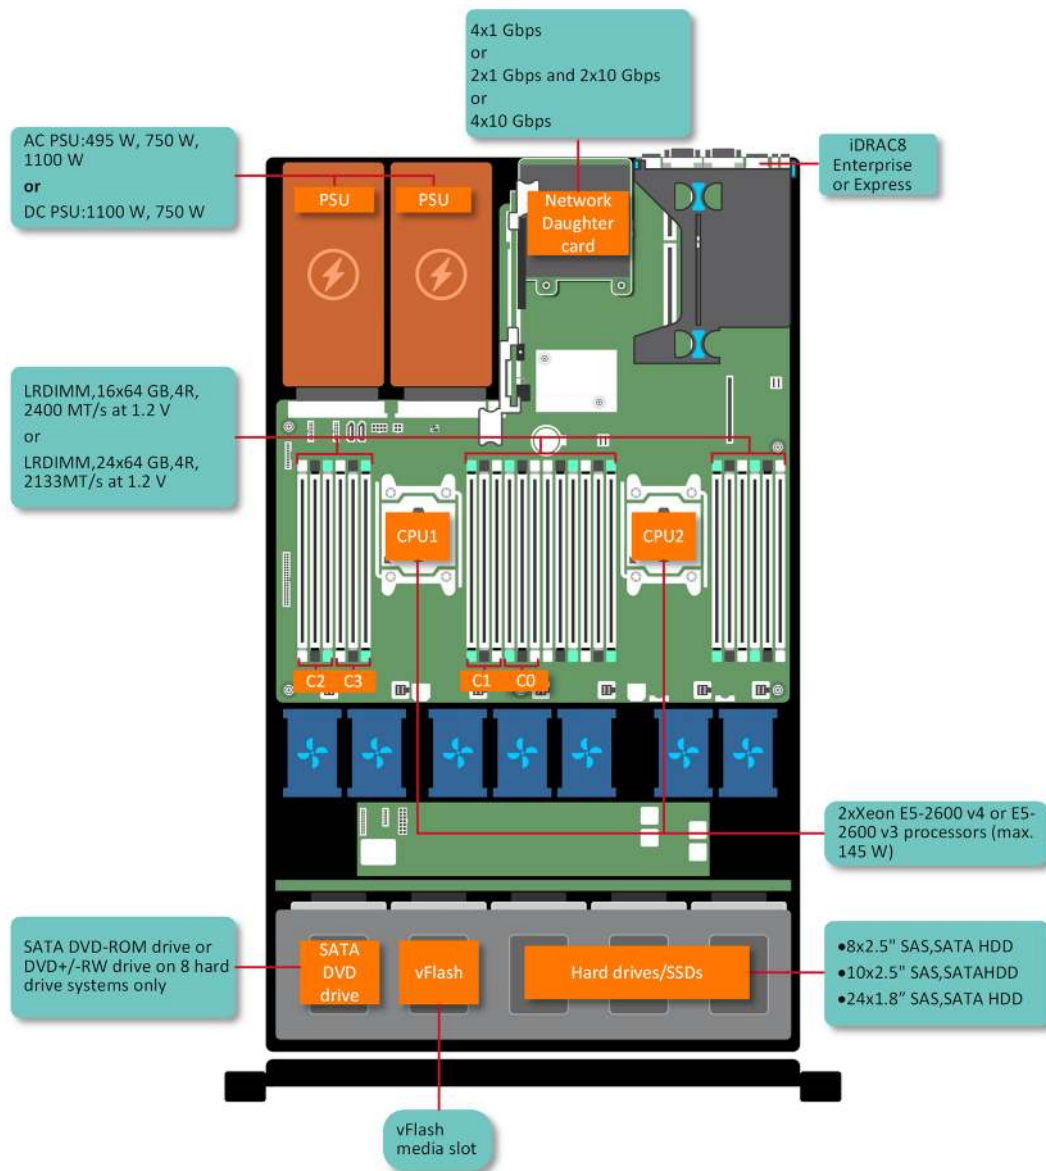 4x1 Gbps
or
2x1 Gbps and 2x10 Gbps
or
4x10 Gbps
AC PSU:495 W, 750 W,
1100 W
or
DC PSU:1100 W, 750 W
iDRAC8
Enterprise
or Express
PSU
PSU
Network
Daughter
card
LRDIMM,16x64 GB,4R,
2400 MT/s at 1.2 V
or
LRDIMM,24x64 GB,4R,
2133MT/s at 1.2 V
CPU1
CPU2
C2
C3
C1
C0
2xXeon E5-2600 v4 or E5-
2600 v3 processors (max.
145 W)
SATA DVD-ROM drive or
DVD+/-RW drive on 8 hard
drive systems only
SATA
DVD
drive
vFlash
Hard drives/SSDs
●8x2.5" SAS,SATA HDD
●10x2.5" SAS,SATAHDD
●24x1.8” SAS,SATA HDD
vFlash
media slot